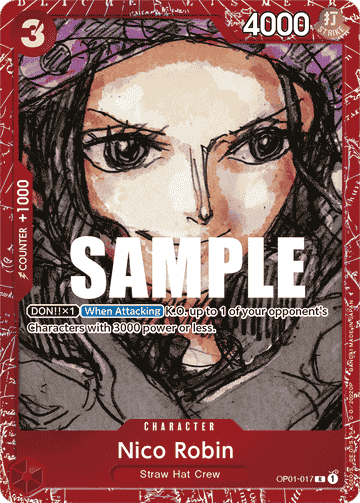 3
4000
打
STRIKE
COUNTER +1000
SAMPLE
DON!!×1 When Attacking K.O. up to 1 of your opponent's
Characters with 3000 power or less.
CHARACTER
Nico Robin
Straw Hat Crew
OP01-017 R 1